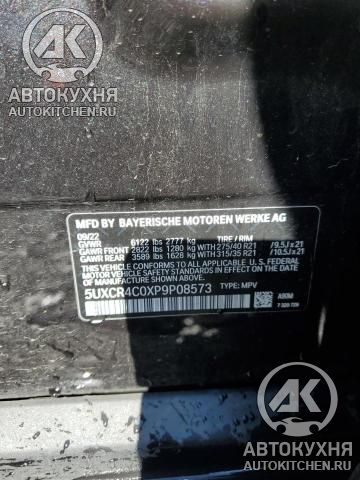 АК
АВТОКУХНЯ
AUTOKITCHEN.RU
MFD BY BAYERISCHE MOTOREN WERKE AG
09/22
GVWR 6122 lbs 2777 kg TIRE / RIM
GAWR FRONT 2822 lbs 1280 kg WITH 275/40 R21 /9.5J x 21
GAWR REAR 3589 lbs 1628 kg WITH 315/35 R21 /10.5J x 21
THIS VEHICLE CONFORMS TO ALL APPLICABLE U.S. FEDERAL
MOTOR VEHICLE SAFETY STANDARDS IN EFFECT ON THE
DATE OF MANUFACTURE SHOWN ABOVE.
5UXCR4C0XP9P08573 TYPE: MPV
АК
АВТОКУХНЯ
AUTOKITCHEN.RU